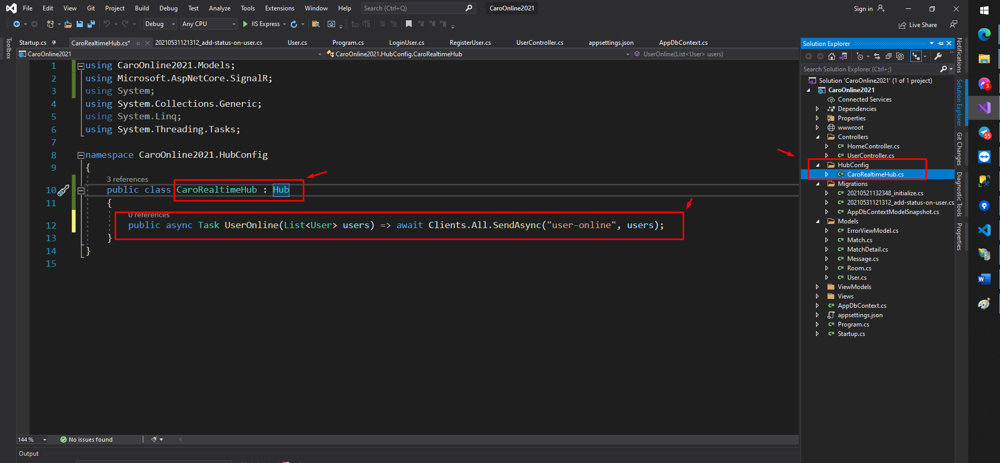 File Edit View Git Project Build Debug Test Analyze Tools Extensions Window Help Search (Ctrl+Q) CaroOnline2021 Sign in
Debug Any CPU IIS Express Live Share
Toolbox
Startup.cs CaroRealtimeHub.cs* 20210531121312_add-status-on-user.cs User.cs Program.cs LoginUser.cs RegisterUser.cs UserController.cs appsettings.json AppDbContext.cs
CaroOnline2021 CaroOnline2021.HubConfig.CaroRealtimeHub UserOnline(List<User> users)
1 using CaroOnline2021.Models;
2 using Microsoft.AspNetCore.SignalR;
3 using System;
4 using System.Collections.Generic;
5 using System.Linq;
6 using System.Threading.Tasks;
7
8 namespace CaroOnline2021.HubConfig
9 {
3 references
10 public class CaroRealtimeHub : Hub
11 {
0 references
12 public async Task UserOnline(List<User> users) => await Clients.All.SendAsync("user-online", users);
13 }
14 }
15
144 % No issues found
Output
Solution Explorer
Search Solution Explorer (Ctrl+;)
Solution 'CaroOnline2021' (1 of 1 project)
CaroOnline2021
Connected Services
Dependencies
Properties
wwwroot
Controllers
C# HomeController.cs
C# UserController.cs
HubConfig
C# CaroRealtimeHub.cs
Migrations
C# 20210521132348_initialize.cs
C# 20210531121312_add-status-on-user.cs
C# AppDbContextModelSnapshot.cs
Models
C# ErrorViewModel.cs
C# Match.cs
C# MatchDetail.cs
C# Message.cs
C# Room.cs
C# User.cs
ViewModels
Views
C# AppDbContext.cs
appsettings.json
C# Program.cs
C# Startup.cs
Notifications
Solution Explorer
Git Changes
Diagnostic Tools
Properties
3
55
W